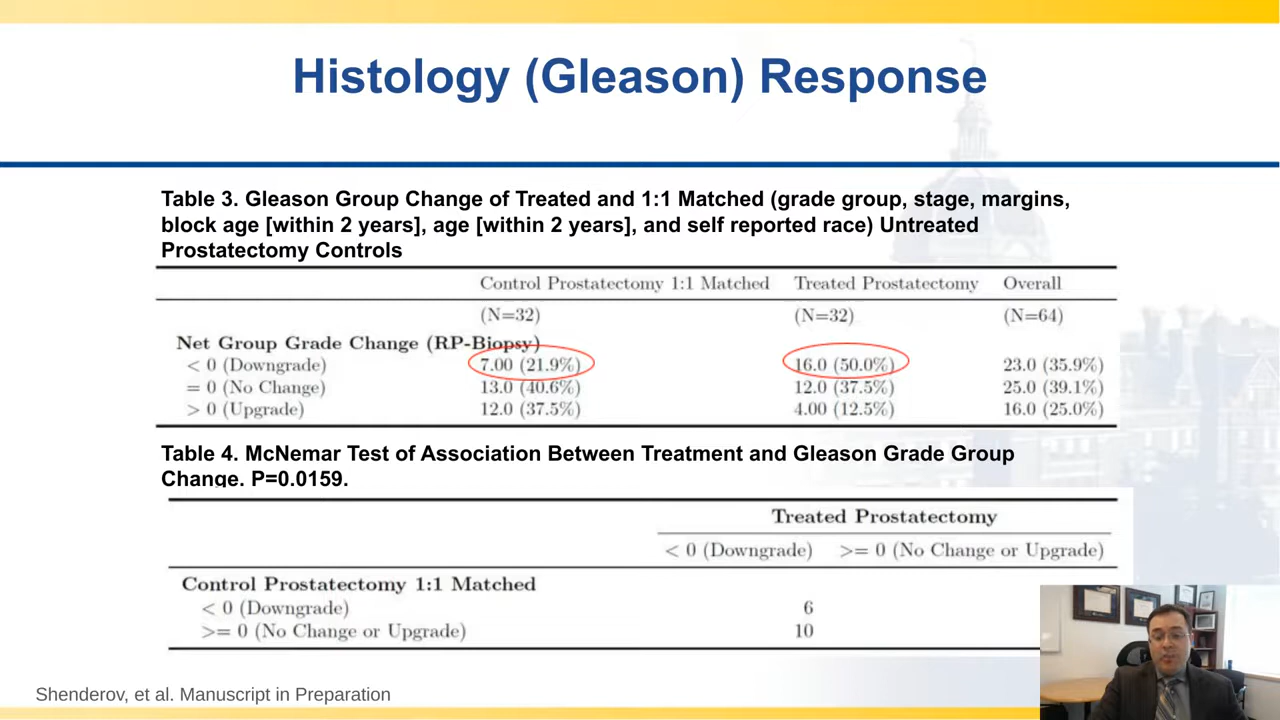 Histology (Gleason) Response
Table 3. Gleason Group Change of Treated and 1:1 Matched (grade group, stage, margins,
block age [within 2 years], age [within 2 years], and self reported race) Untreated
Prostatectomy Controls
Control Prostatectomy 1:1 Matched Treated Prostatectomy Overall
(N=32) (N=32) (N=64)
Net Group Grade Change (RP-Biopsy)
< 0 (Downgrade) 7.00 (21.9%) 16.0 (50.0%) 23.0 (35.9%)
= 0 (No Change) 13.0 (40.6%) 12.0 (37.5%) 25.0 (39.1%)
> 0 (Upgrade) 12.0 (37.5%) 4.00 (12.5%) 16.0 (25.0%)
Table 4. McNemar Test of Association Between Treatment and Gleason Grade Group
Change. P=0.0159.
Treated Prostatectomy
< 0 (Downgrade) >= 0 (No Change or Upgrade)
Control Prostatectomy 1:1 Matched
< 0 (Downgrade) 6
>= 0 (No Change or Upgrade) 10
Shenderov, et al. Manuscript in Preparation